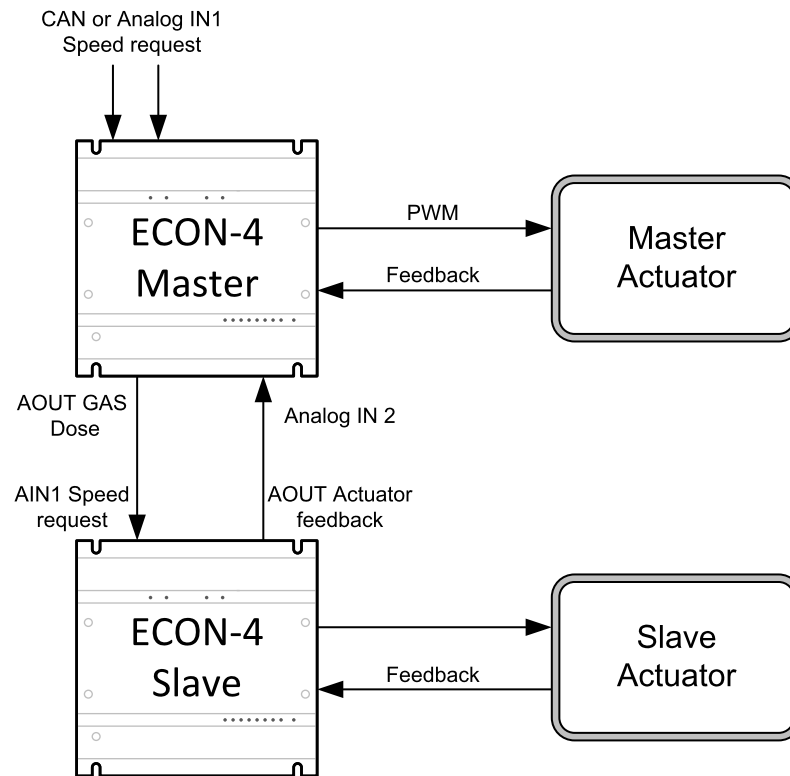 CAN or Analog IN1
Speed request
ECON-4
Master
PWM
Feedback
Master
Actuator
AOUT GAS
Dose
Analog IN 2
AIN1 Speed
request
AOUT Actuator
feedback
ECON-4
Slave
Feedback
Slave
Actuator